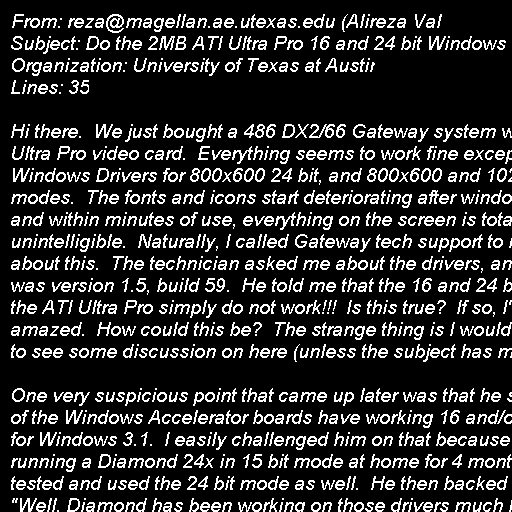 From: reza@magellan.ae.utexas.edu (Alireza Val
Subject: Do the 2MB ATI Ultra Pro 16 and 24 bit Windows
Organization: University of Texas at Austin
Lines: 35

Hi there.  We just bought a 486 DX2/66 Gateway system w
Ultra Pro video card.  Everything seems to work fine excep
Windows Drivers for 800x600 24 bit, and 800x600 and 102
modes.  The fonts and icons start deteriorating after windo
and within minutes of use, everything on the screen is tota
unintelligible.  Naturally, I called Gateway tech support to
about this.  The technician asked me about the drivers, an
was version 1.5, build 59.  He told me that the 16 and 24 b
the ATI Ultra Pro simply do not work!!!  Is this true?  If so, I'
amazed.  How could this be?  The strange thing is I would
to see some discussion on here (unless the subject has m

One very suspicious point that came up later was that he s
of the Windows Accelerator boards have working 16 and/o
for Windows 3.1.  I easily challenged him on that because
running a Diamond 24x in 15 bit mode at home for 4 mont
tested and used the 24 bit mode as well.  He then backed
"Well, Diamond has been working on those drivers much